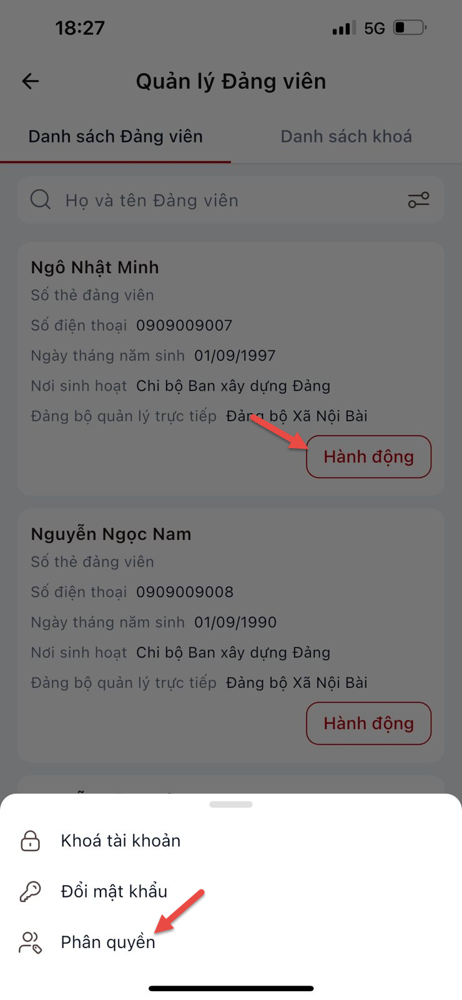 18:27 5G
Quản lý Đảng viên
Danh sách Đảng viên Danh sách khoá
Họ và tên Đảng viên
Ngô Nhật Minh
Số thẻ đảng viên
Số điện thoại 0909009007
Ngày tháng năm sinh 01/09/1997
Nơi sinh hoạt Chi bộ Ban xây dựng Đảng
Đảng bộ quản lý trực tiếp Đảng bộ Xã Nội Bài
Hành động
Nguyễn Ngọc Nam
Số thẻ đảng viên
Số điện thoại 0909009008
Ngày tháng năm sinh 01/09/1990
Nơi sinh hoạt Chi bộ Ban xây dựng Đảng
Đảng bộ quản lý trực tiếp Đảng bộ Xã Nội Bài
Hành động
Khoá tài khoản
Đổi mật khẩu
Phân quyền